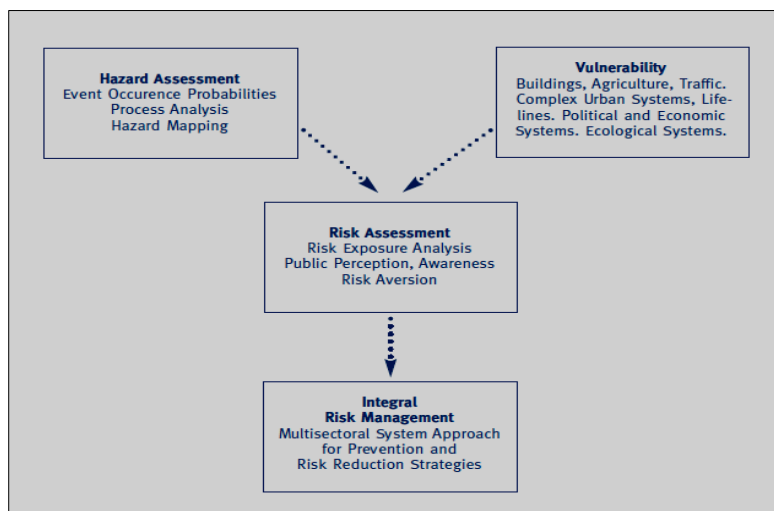 Hazard Assessment
Event Occurence Probabilities
Process Analysis
Hazard Mapping
Vulnerability
Buildings, Agriculture, Traffic.
Complex Urban Systems, Life-
lines. Political and Economic
Systems. Ecological Systems.
Risk Assessment
Risk Exposure Analysis
Public Perception, Awareness
Risk Aversion
Integral
Risk Management
Multisectoral System Approach
for Prevention and
Risk Reduction Strategies